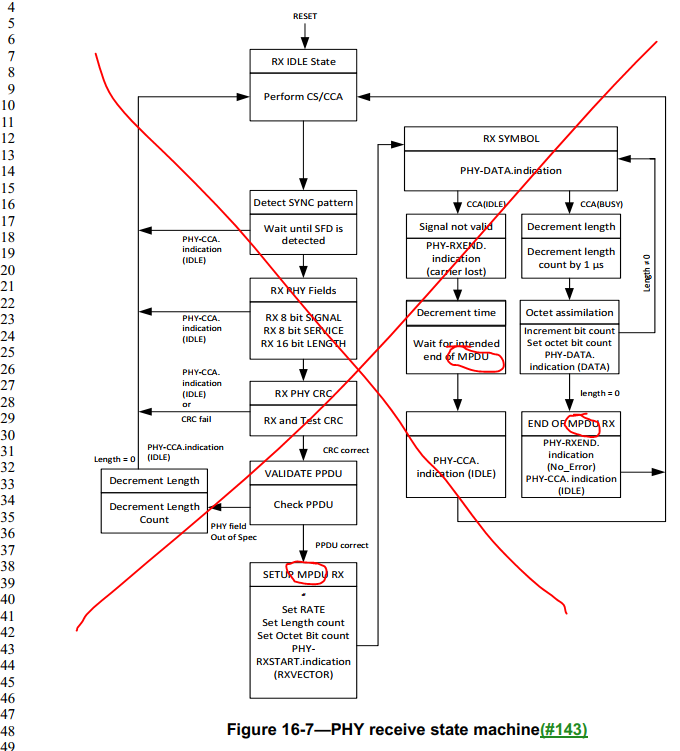 4
5
6
7
8
9
10
11
12
13
14
15
16
17
18
19
20
21
22
23
24
25
26
27
28
29
30
31
32
33
34
35
36
37
38
39
40
41
42
43
44
45
46
47
48
49
RESET
RX IDLE State
Perform CS/CCA
Detect SYNC pattern
Wait until SFD is
detected
PHY-CCA.
indication
(IDLE)
RX PHY Fields
RX 8 bit SIGNAL
RX 8 bit SERVICE
RX 16 bit LENGTH
PHY-CCA.
indication
(IDLE)
RX PHY CRC
RX and Test CRC
PHY-CCA.
indication
(IDLE)
or
CRC fail
CRC correct
VALIDATE PPDU
Check PPDU
PHY-CCA.indication
(IDLE)
Length = 0
Decrement Length
Decrement Length
Count
PHY field
Out of Spec
PPDU correct
SETUP MPDU RX
Set RATE
Set Length count
Set Octet Bit count
PHY-
RXSTART.indication
(RXVECTOR)
RX SYMBOL
PHY-DATA.indication
CCA(IDLE)
CCA(BUSY)
Signal not valid
PHY-RXEND.
indication
(carrier lost)
Decrement time
Wait for intended
end of MPDU
PHY-CCA.
indication (IDLE)
Decrement length
Decrement length
count by 1 µs
Length ≠ 0
Octet assimilation
Increment bit count
Set octet bit count
PHY-DATA.
indication (DATA)
length = 0
END OF MPDU RX
PHY-RXEND.
indication
(No_Error)
PHY-CCA. indication
(IDLE)
Figure 16-7—PHY receive state machine(#143)